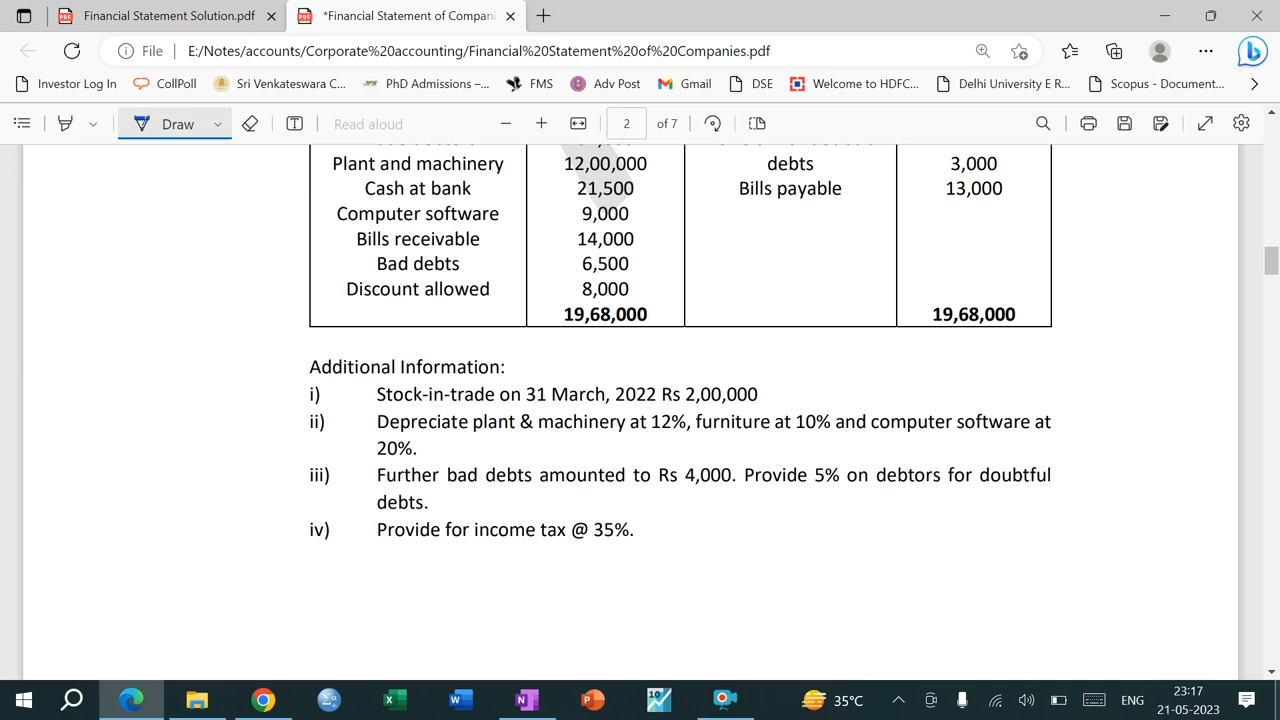 Financial Statement Solution.pdf
*Financial Statement of Compani
File E:/Notes/accounts/Corporate%20accounting/Financial%20Statement%20of%20Companies.pdf
Investor Log In CollPoll Sri Venkateswara C... PhD Admissions –... FMS Adv Post Gmail DSE Welcome to HDFC... Delhi University E R... Scopus - Document...
Draw Read aloud 2 of 7
Plant and machinery 12,00,000 debts 3,000
Cash at bank 21,500 Bills payable 13,000
Computer software 9,000
Bills receivable 14,000
Bad debts 6,500
Discount allowed 8,000
19,68,000 19,68,000
Additional Information:
i) Stock-in-trade on 31 March, 2022 Rs 2,00,000
ii) Depreciate plant & machinery at 12%, furniture at 10% and computer software at
20%.
iii) Further bad debts amounted to Rs 4,000. Provide 5% on debtors for doubtful
debts.
iv) Provide for income tax @ 35%.
35°C ENG 23:17
21-05-2023